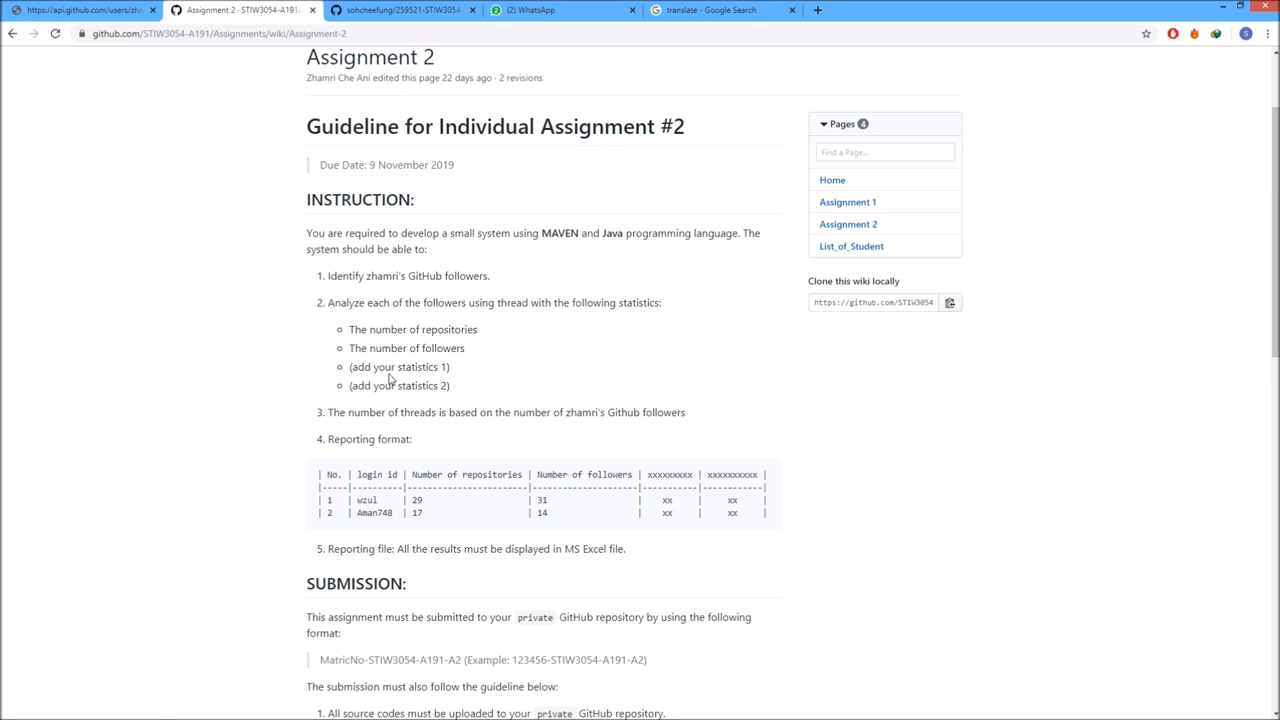 https://api.github.com/users/zha
Assignment 2 · STIW3054-A191/
sohcheefung/259521-STIW3054-
(2) WhatsApp
translate - Google Search
github.com/STIW3054-A191/Assignments/wiki/Assignment-2
Assignment 2
Zhamri Che Ani edited this page 22 days ago · 2 revisions
Guideline for Individual Assignment #2
Due Date: 9 November 2019
INSTRUCTION:
You are required to develop a small system using MAVEN and Java programming language. The
system should be able to:
1. Identify zhamri's GitHub followers.
2. Analyze each of the followers using thread with the following statistics:
The number of repositories
The number of followers
(add your statistics 1)
(add your statistics 2)
3. The number of threads is based on the number of zhamri's Github followers
4. Reporting format:
| No. | login id | Number of repositories | Number of followers | xxxxxxxxx | xxxxxxxxxx |
|----|----------|------------------------|---------------------|-----------|------------|
| 1 | wzul | 29 | 31 | xx | xx |
| 2 | Aman748 | 17 | 14 | xx | xx |
5. Reporting file: All the results must be displayed in MS Excel file.
SUBMISSION:
This assignment must be submitted to your private GitHub repository by using the following
format:
MatricNo-STIW3054-A191-A2 (Example: 123456-STIW3054-A191-A2)
The submission must also follow the guideline below:
1. All source codes must be uploaded to your private GitHub repository.
Pages 4
Find a Page...
Home
Assignment 1
Assignment 2
List_of_Student
Clone this wiki locally
https://github.com/STIW3054